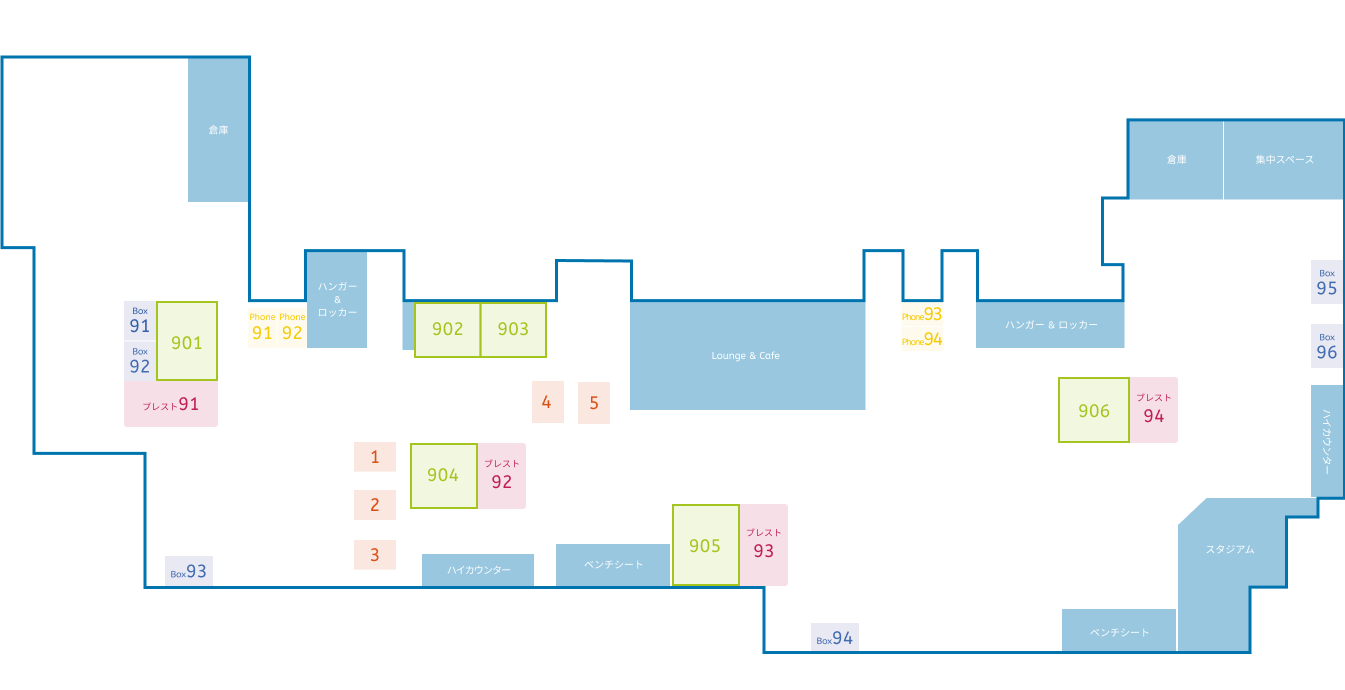 倉庫
倉庫
集中スペース
ハンガー
&
ロッカー
Box
91
Box
92
901
ブレスト91
Phone
91
Phone
92
902
903
Lounge & Cafe
Phone93
Phone94
ハンガー & ロッカー
Box
95
Box
96
4
5
906
ブレスト
94
ハイカウンター
1
2
3
904
ブレスト
92
905
ブレスト
93
スタジアム
Box93
ハイカウンター
ベンチシート
Box94
ベンチシート